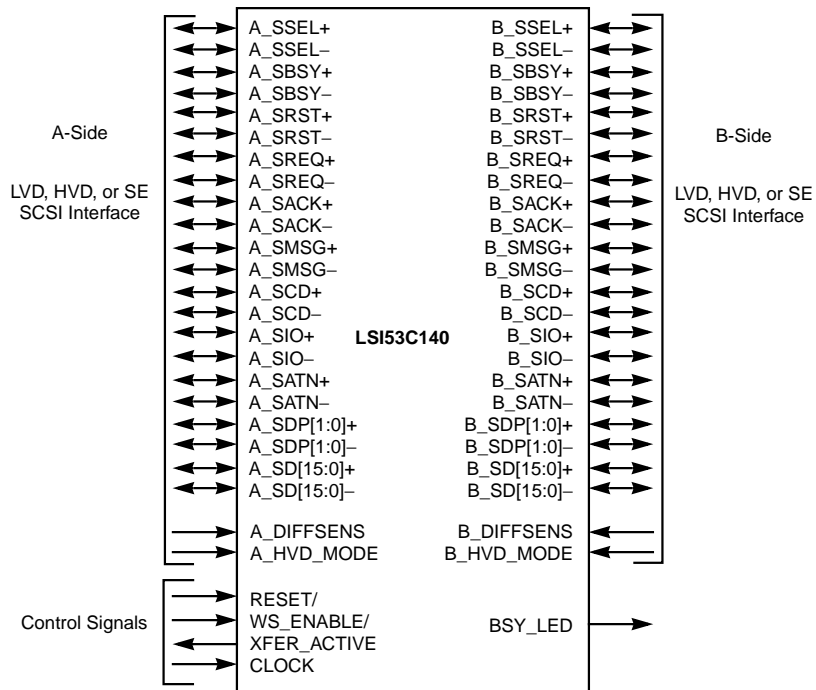 A_SSEL+ B_SSEL+
A_SSEL− B_SSEL−
A_SBSY+ B_SBSY+
A_SBSY− B_SBSY−
A_SRST+ B_SRST+
A-Side A_SRST− B_SRST− B-Side
A_SREQ+ B_SREQ+
A_SREQ− B_SREQ−
LVD, HVD, or SE A_SACK+ B_SACK+ LVD, HVD, or SE
SCSI Interface A_SACK− B_SACK− SCSI Interface
A_SMSG+ B_SMSG+
A_SMSG− B_SMSG−
A_SCD+ B_SCD+
A_SCD− B_SCD−
A_SIO+ LSI53C140 B_SIO+
A_SIO− B_SIO−
A_SATN+ B_SATN+
A_SATN− B_SATN−
A_SDP[1:0]+ B_SDP[1:0]+
A_SDP[1:0]− B_SDP[1:0]−
A_SD[15:0]+ B_SD[15:0]+
A_SD[15:0]− B_SD[15:0]−
A_DIFFSENS B_DIFFSENS
A_HVD_MODE B_HVD_MODE
RESET/
Control Signals WS_ENABLE/ BSY_LED
XFER_ACTIVE
CLOCK